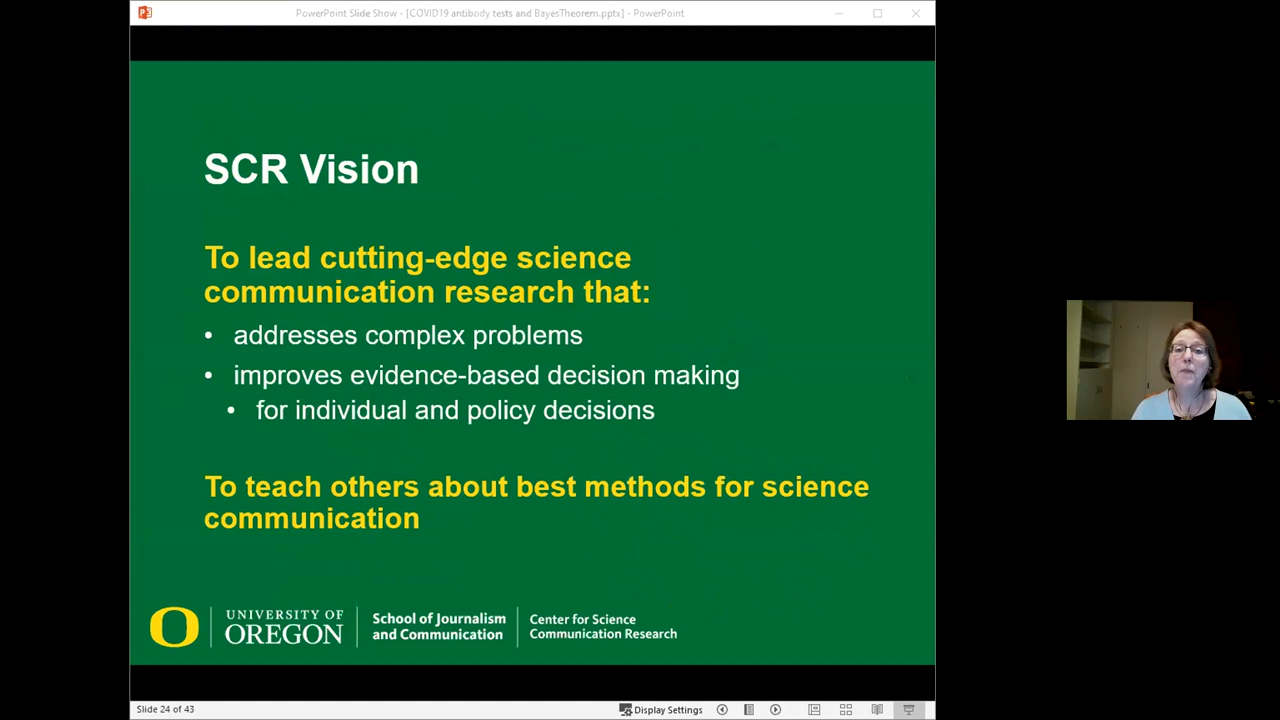 PowerPoint Slide Show - [COVID19 antibody tests and BayesTheorem.pptx] - PowerPoint
SCR Vision
To lead cutting-edge science
communication research that:
• addresses complex problems
• improves evidence-based decision making
• for individual and policy decisions
To teach others about best methods for science
communication
O
UNIVERSITY OF
OREGON
School of Journalism
and Communication
Center for Science
Communication Research
Slide 24 of 43
Display Settings